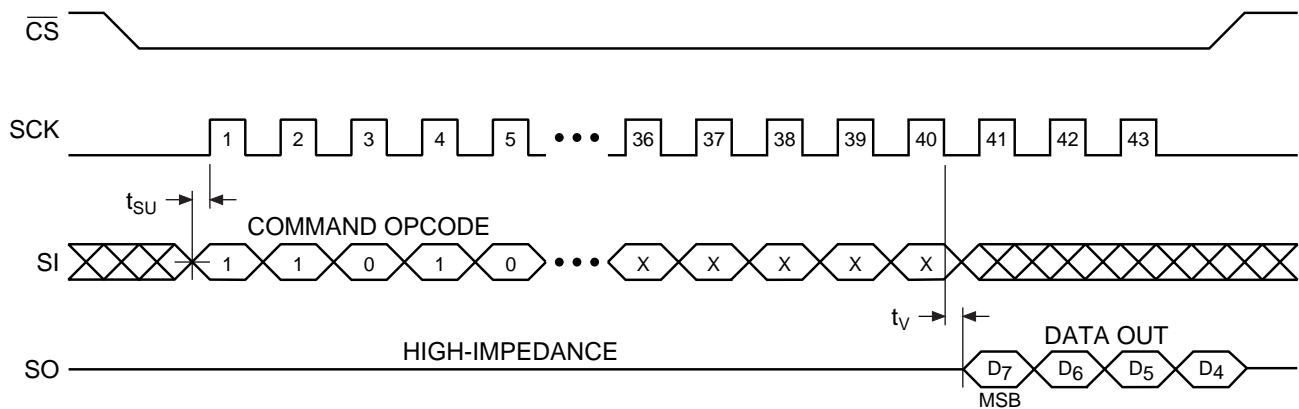 CS
SCK 1 2 3 4 5 ••• 36 37 38 39 40 41 42 43
tSU
COMMAND OPCODE
SI 1 1 0 1 0 ••• X X X X X
tV
HIGH-IMPEDANCE DATA OUT
SO D7 D6 D5 D4
MSB